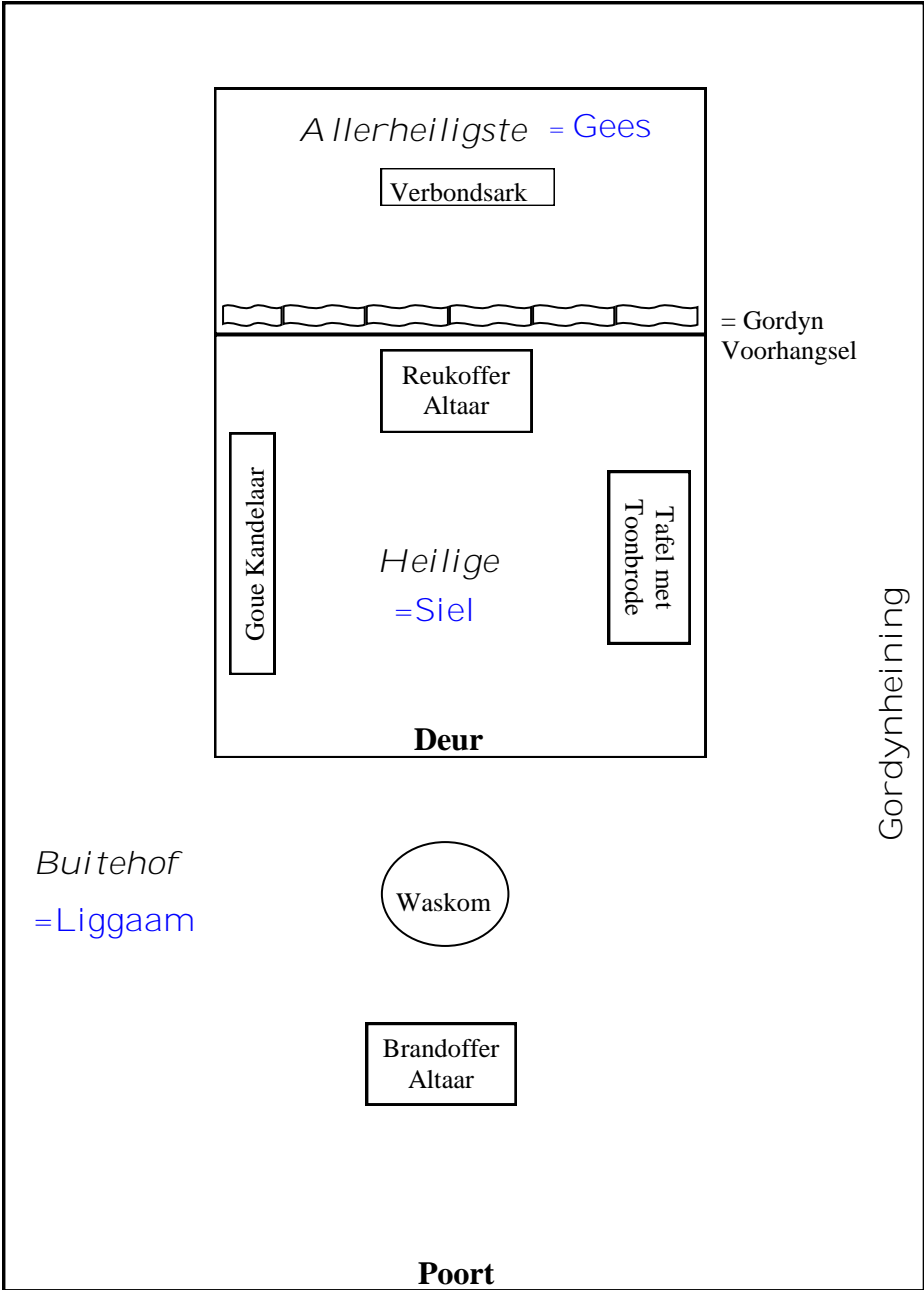 Allerheiligste = Gees
Verbondsark
= Gordyn
Voorhangsel
Reukoffer
Altaar
Goue Kandelaar
Tafel met
Toonbrode
Heilige
=Siel
Deur
Gordynheining
Buitehof
=Liggaam
Waskom
Brandoffer
Altaar
Poort